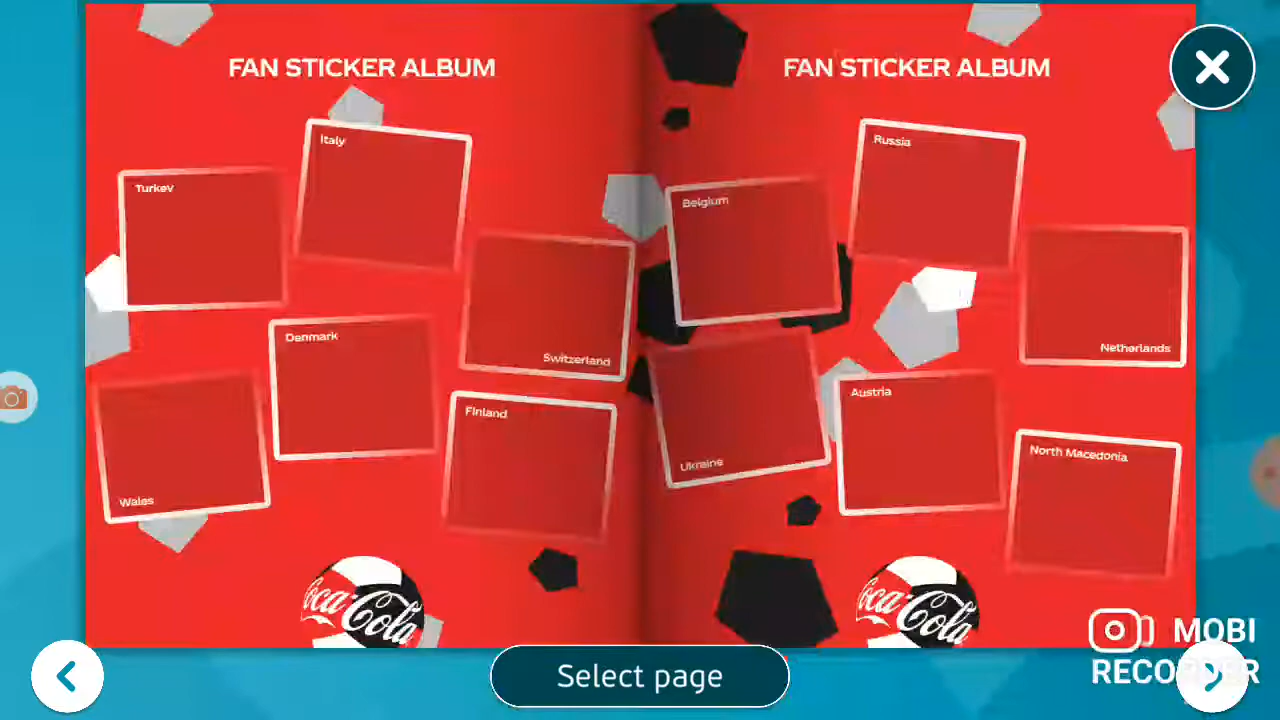 FAN STICKER ALBUM
Italy
Turkey
Switzerland
Denmark
Finland
Wales
Coca-Cola
FAN STICKER ALBUM
Russia
Belgium
Netherlands
Ukraine
Austria
North Macedonia
Coca-Cola
Select page
MOBI
RECORDER